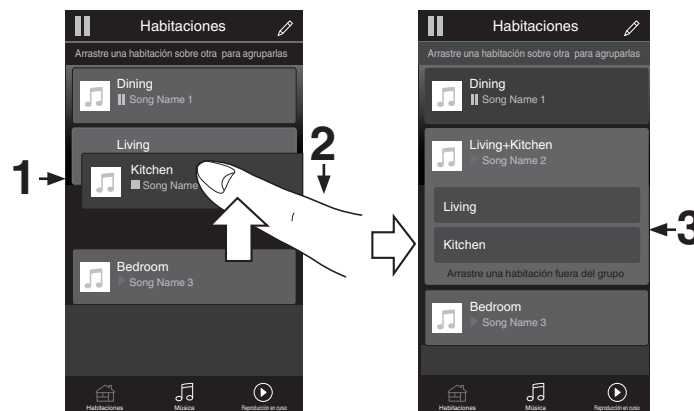 Habitaciones
Arrastre una habitación sobre otra para agruparlas
Dining
Song Name 1
Living
Kitchen
Song Name
Bedroom
Song Name 3
Habitaciones
Música
Reproducción en curso
1
2
Habitaciones
Arrastre una habitación sobre otra para agruparlas
Dining
Song Name 1
Living+Kitchen
Song Name 2
Living
Kitchen
Arrastre una habitación fuera del grupo
Bedroom
Song Name 3
Habitaciones
Música
Reproducción en curso
3